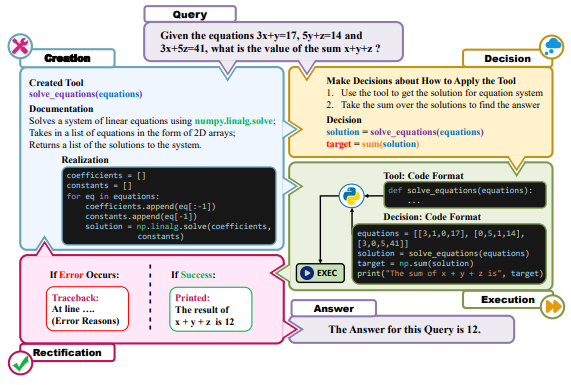 Query
Given the equations 3x+y=17, 5y+z=14 and
3x+5z=41, what is the value of the sum x+y+z ?
Creation
Created Tool
solve_equations(equations)
Documentation
Solves a system of linear equations using numpy.linalg.solve;
Takes in a list of equations in the form of 2D arrays;
Returns a list of the solutions to the system.
Realization
coefficients = []
constants = []
for eq in equations:
coefficients.append(eq[:-1])
constants.append(eq[-1])
solution = np.linalg.solve(coefficients,
constants)
Decision
Make Decisions about How to Apply the Tool
1. Use the tool to get the solution for equation system
2. Take the sum over the solutions to find the answer
Decision
solution = solve_equations(equations)
target = sum(solution)
Tool: Code Format
def solve_equations(equations):
...
Decision: Code Format
equations = [[3,1,0,17], [0,5,1,14],
[3,0,5,41]]
solution = solve_equations(equations)
target = np.sum(solution)
print("The sum of x + y + z is", target)
EXEC
Execution
If Error Occurs:
Traceback:
At line ....
(Error Reasons)
If Success:
Printed:
The result of
x + y + z is 12
Rectification
Answer
The Answer for this Query is 12.